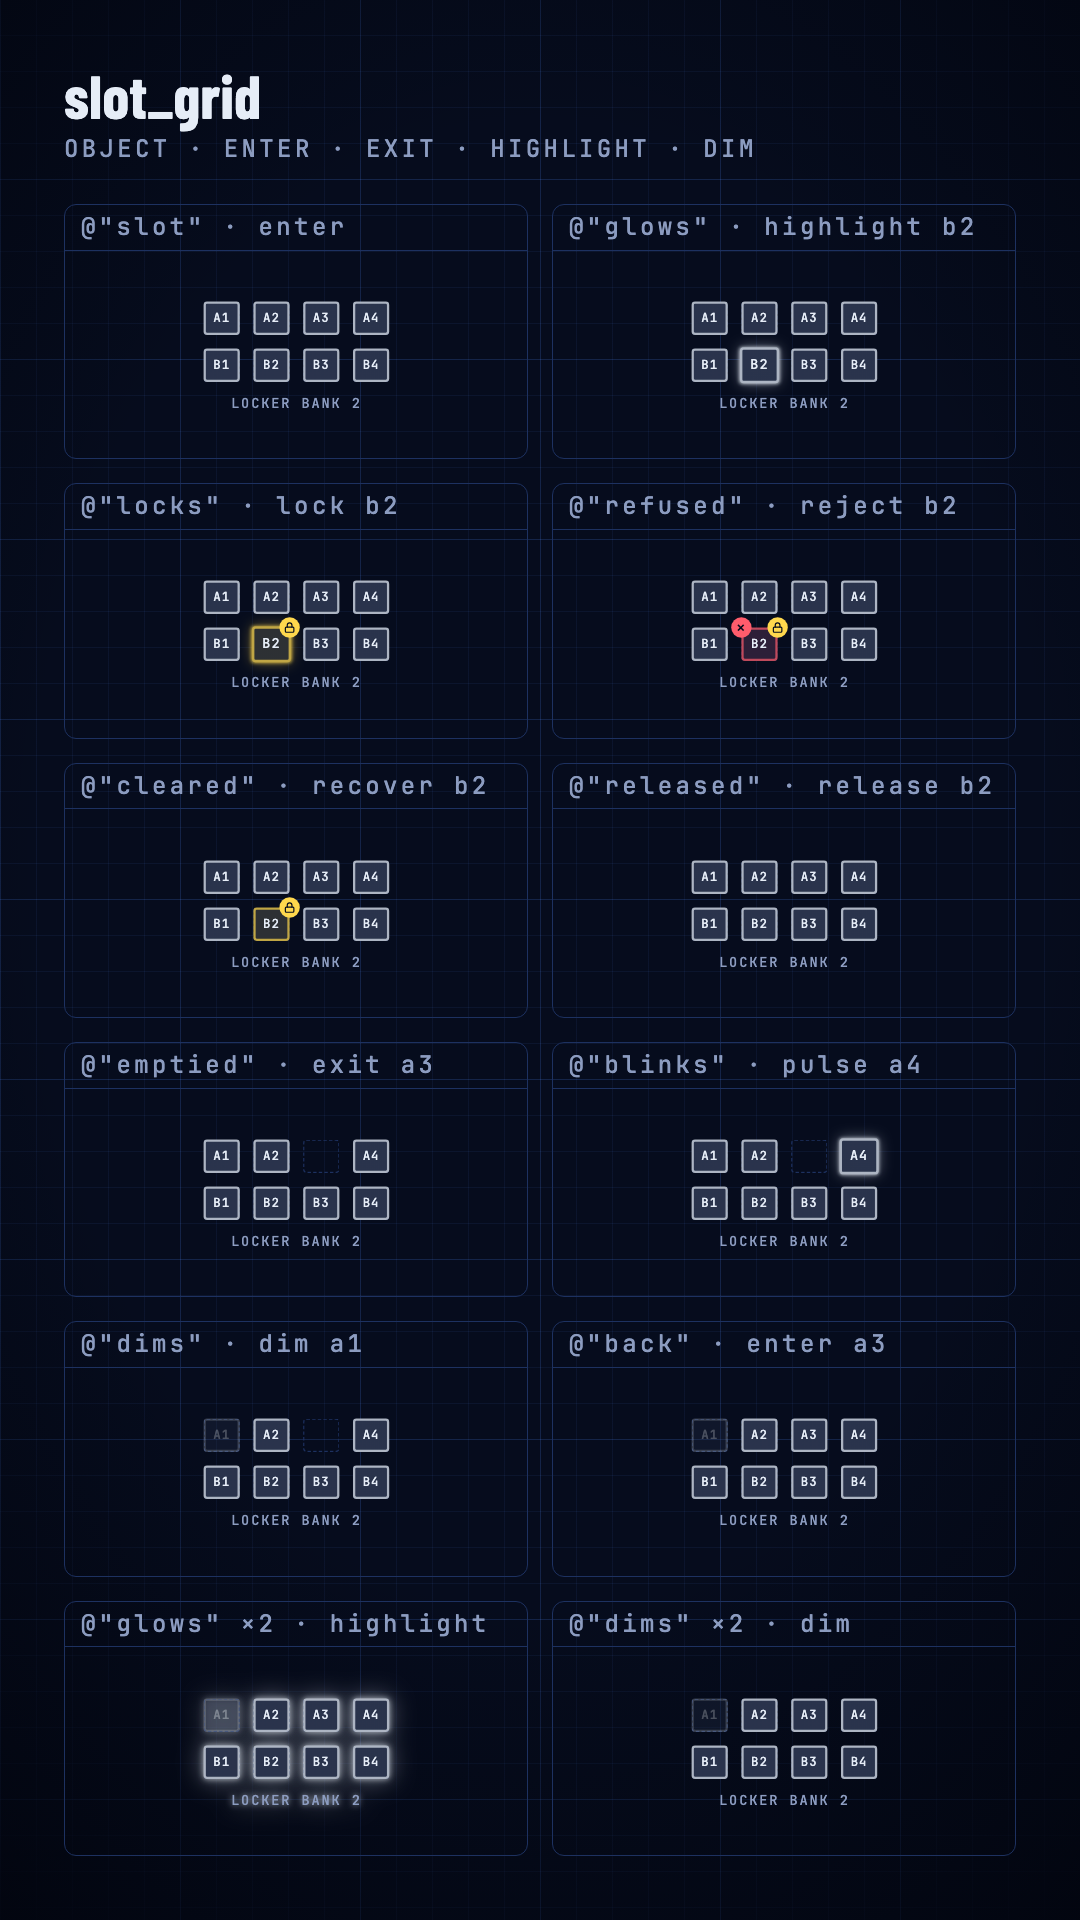 slot_grid
OBJECT · ENTER · EXIT · HIGHLIGHT · DIM
@"slot" · enter
A1 A2 A3 A4
B1 B2 B3 B4
LOCKER BANK 2
@"glows" · highlight b2
A1 A2 A3 A4
B1 B2 B3 B4
LOCKER BANK 2
@"locks" · lock b2
A1 A2 A3 A4
B1 B2 B3 B4
LOCKER BANK 2
@"refused" · reject b2
A1 A2 A3 A4
B1 B2 B3 B4
LOCKER BANK 2
@"cleared" · recover b2
A1 A2 A3 A4
B1 B2 B3 B4
LOCKER BANK 2
@"released" · release b2
A1 A2 A3 A4
B1 B2 B3 B4
LOCKER BANK 2
@"emptied" · exit a3
A1 A2 A4
B1 B2 B3 B4
LOCKER BANK 2
@"blinks" · pulse a4
A1 A2 A4
B1 B2 B3 B4
LOCKER BANK 2
@"dims" · dim a1
A1 A2 A4
B1 B2 B3 B4
LOCKER BANK 2
@"back" · enter a3
A1 A2 A3 A4
B1 B2 B3 B4
LOCKER BANK 2
@"glows" ×2 · highlight
A1 A2 A3 A4
B1 B2 B3 B4
LOCKER BANK 2
@"dims" ×2 · dim
A1 A2 A3 A4
B1 B2 B3 B4
LOCKER BANK 2